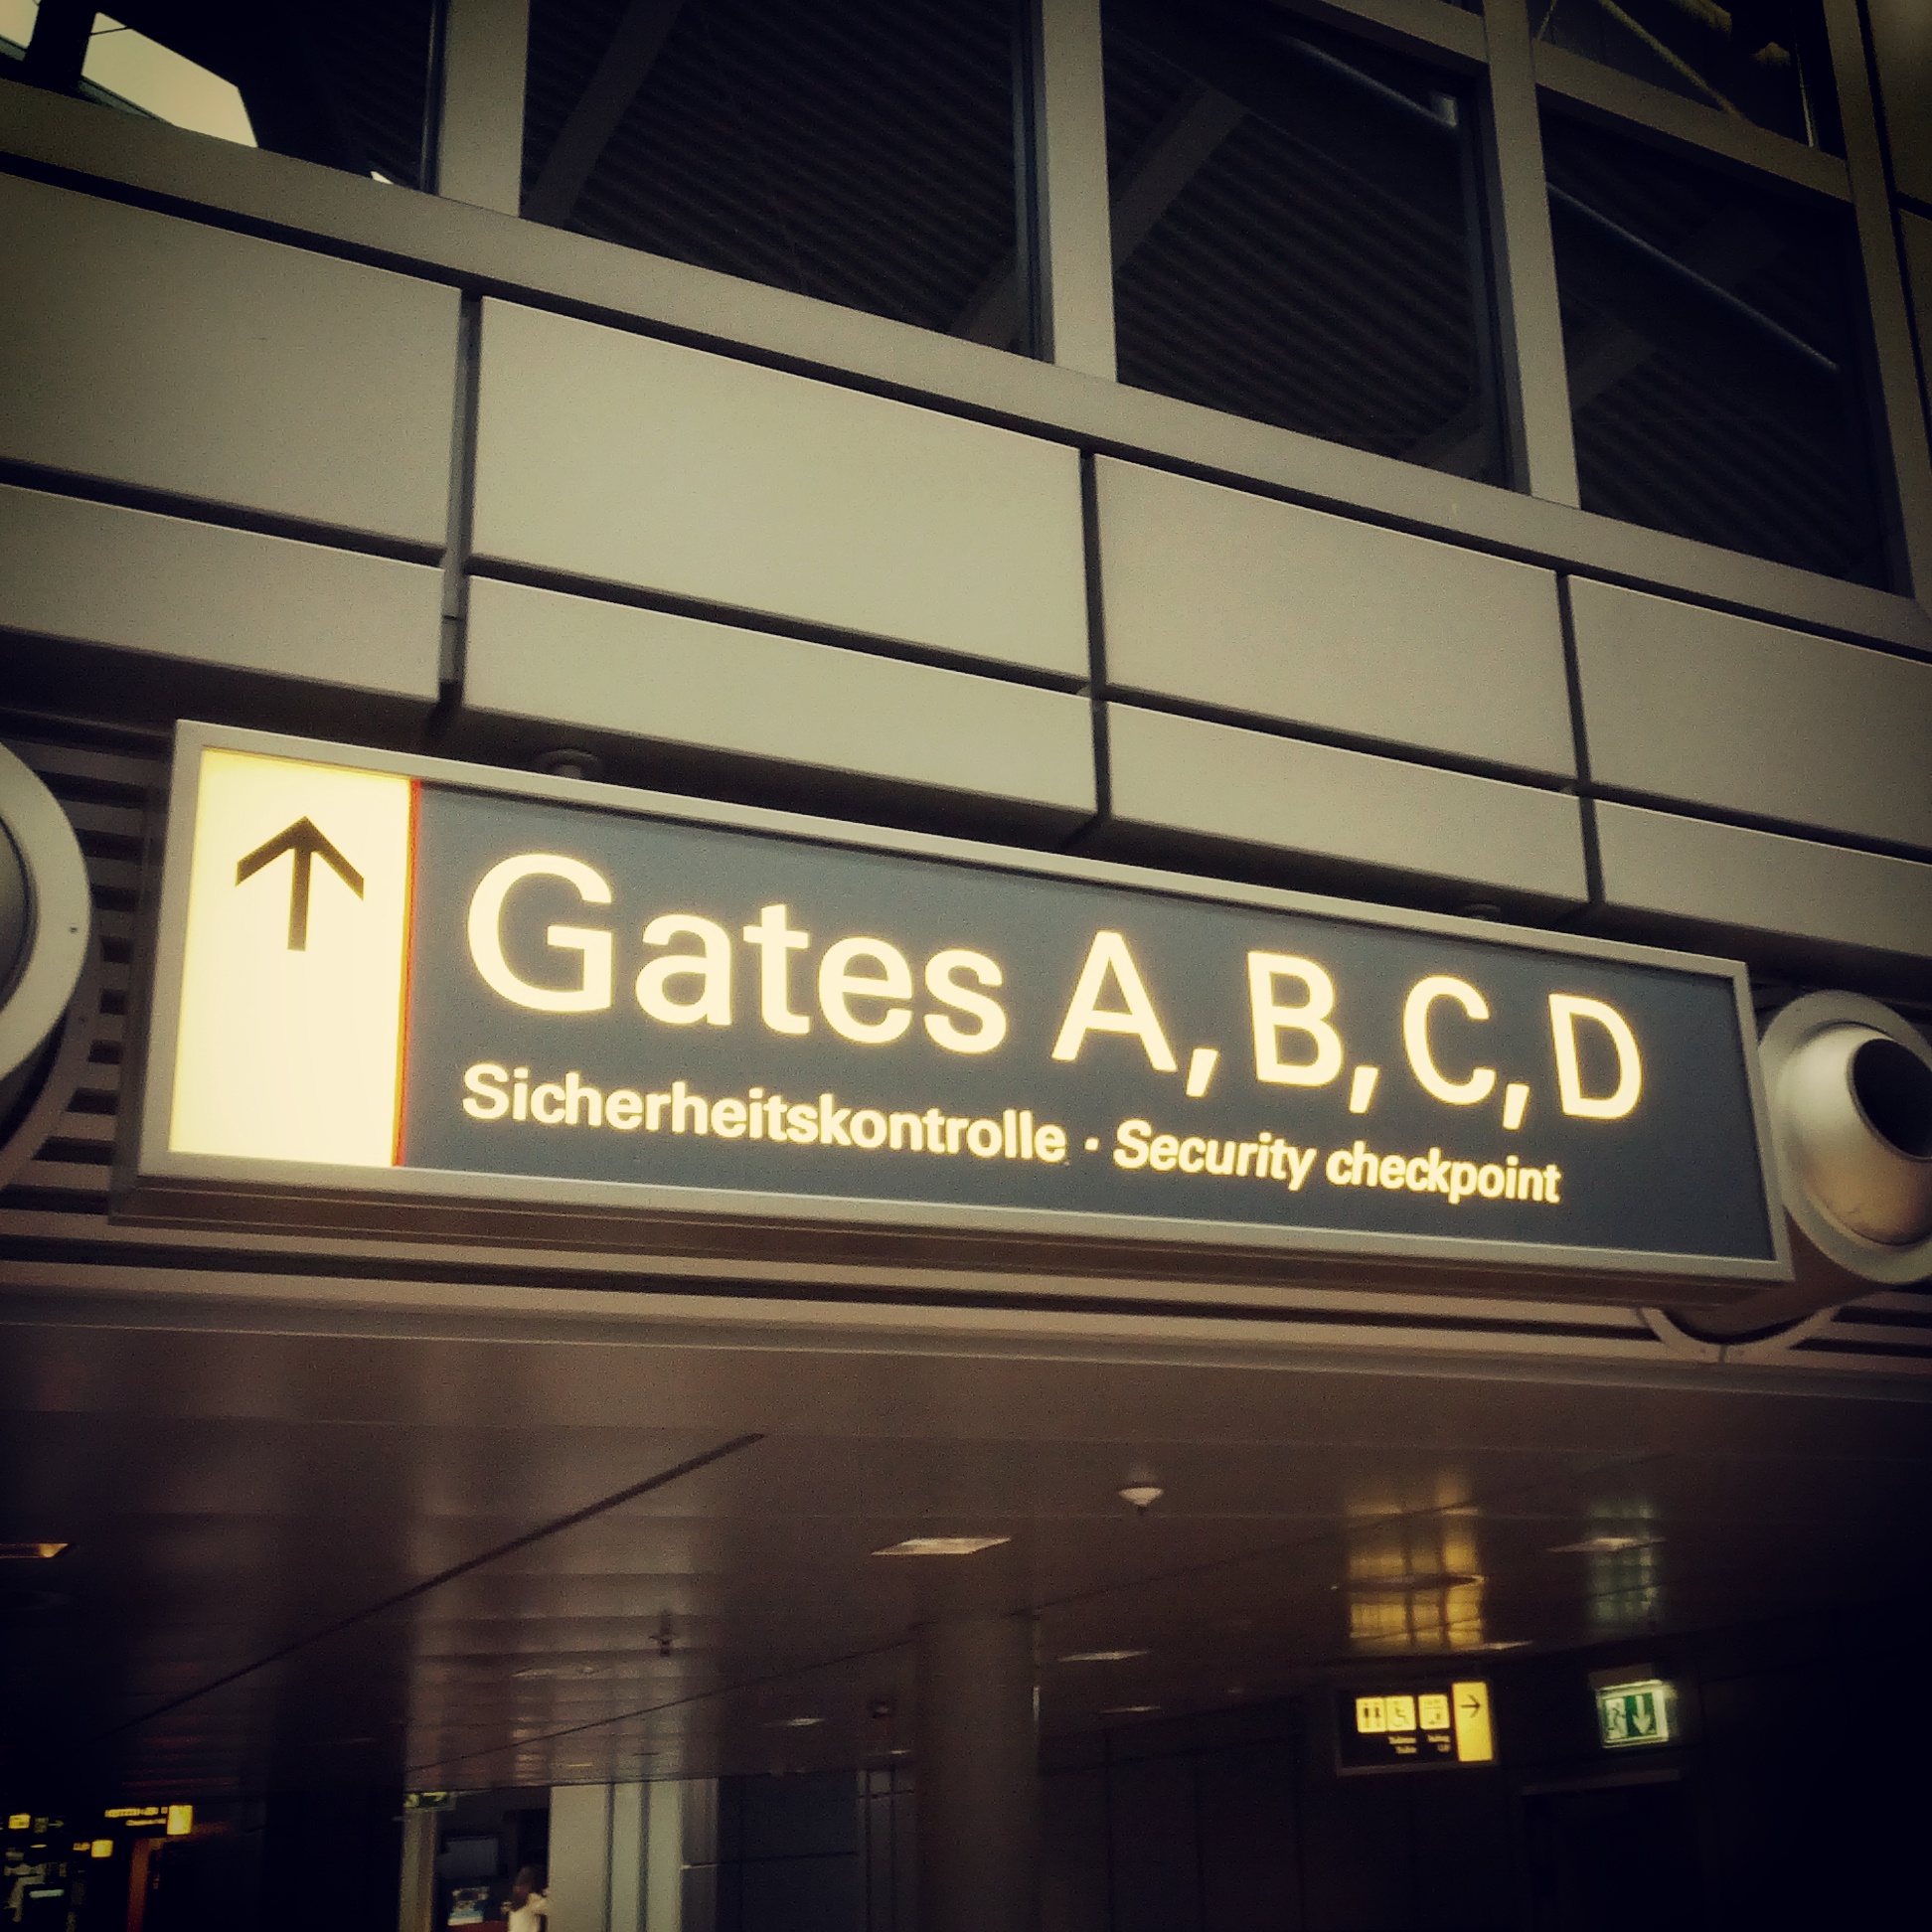 Gates A,B,C,D
Sicherheitskontrolle · Security checkpoint